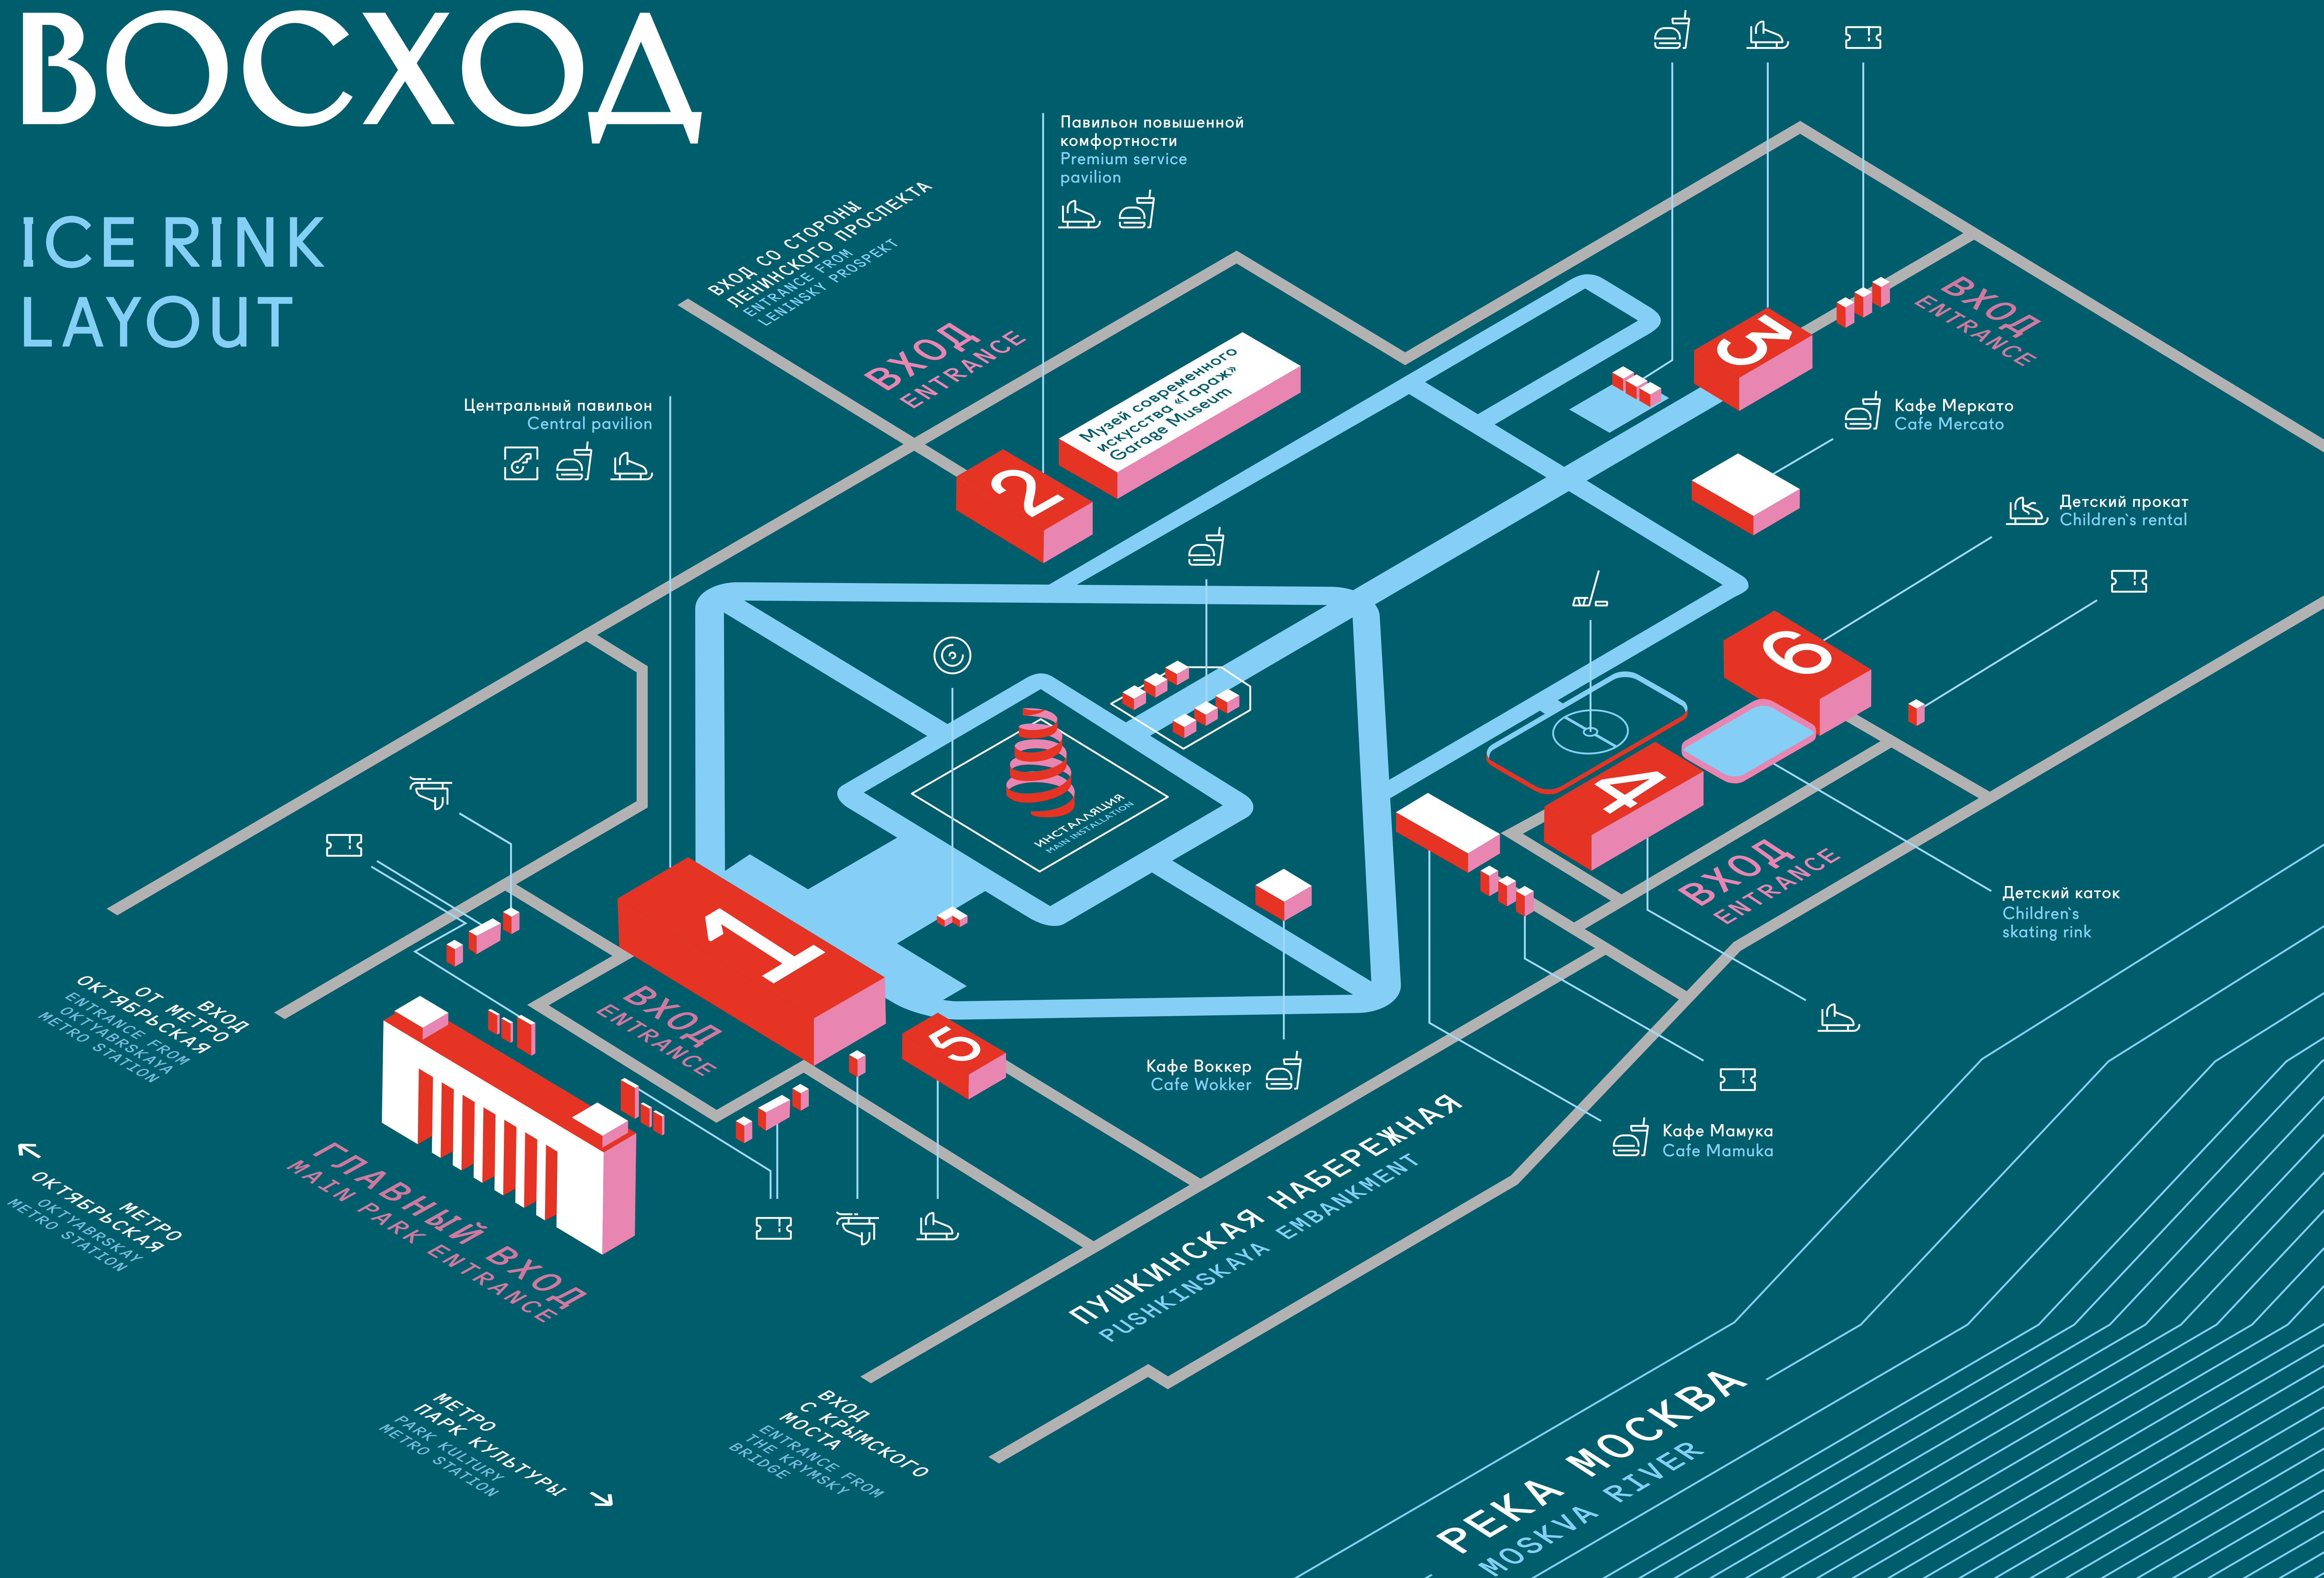 ВОСХОД
ICE RINK
LAYOUT
Павильон повышенной
комфортности
Premium service
pavilion
ВХОД СО СТОРОНЫ
ЛЕНИНСКОГО ПРОСПЕКТА
ENTRANCE FROM
LENINSKY PROSPEKT
ВХОД
ENTRANCE
ВХОД
ENTRANCE
3
Музей современного
искусства «Гараж»
Garage Museum
Центральный павильон
Central pavilion
Кафе Меркато
Cafe Mercato
2
Детский прокат
Children`s rental
6
ИНСТАЛЛЯЦИЯ
MAIN INSTALLATION
4
ВХОД
ENTRANCE
Детский каток
Children`s
skating rink
1
ВХОД
ENTRANCE
5
ВХОД
ОТ МЕТРО
ОКТЯБРЬСКАЯ
ENTRANCE FROM
OKTYABRSKAYA
METRO STATION
Кафе Воккер
Cafe Wokker
Кафе Мамука
Cafe Mamuka
МЕТРО
ОКТЯБРЬСКАЯ
OKTYABRSKAY
METRO STATION
ГЛАВНЫЙ ВХОД
MAIN PARK ENTRANCE
ПУШКИНСКАЯ НАБЕРЕЖНАЯ
PUSHKINSKAYA EMBANKMENT
МЕТРО
ПАРК КУЛЬТУРЫ
PARK KULTURY
METRO STATION
ВХОД
С КРЫМСКОГО
МОСТА
ENTRANCE FROM
THE KRYMSKY
BRIDGE
РЕКА МОСКВА
MOSKVA RIVER